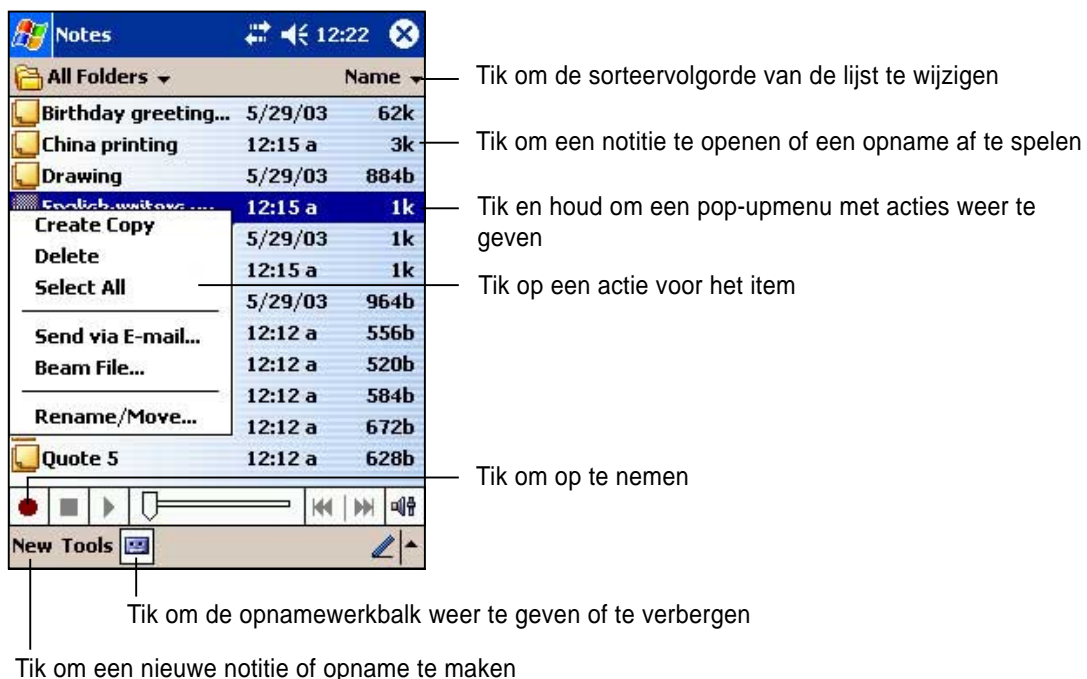 Notes 12:22
All Folders Name
Tik om de sorteervolgorde van de lijst te wijzigen
Birthday greeting... 5/29/03 62k
China printing 12:15 a 3k
Tik om een notitie te openen of een opname af te spelen
Drawing 5/29/03 884b
12:15 a 1k
Tik en houd om een pop-upmenu met acties weer te
geven
Create Copy
5/29/03 1k
Delete
12:15 a 1k
Select All
Tik op een actie voor het item
5/29/03 964b
Send via E-mail...
12:12 a 556b
Beam File...
12:12 a 520b
12:12 a 584b
Rename/Move...
12:12 a 672b
Quote 5 12:12 a 628b
Tik om op te nemen
New Tools
Tik om de opnamewerkbalk weer te geven of te verbergen
Tik om een nieuwe notitie of opname te maken